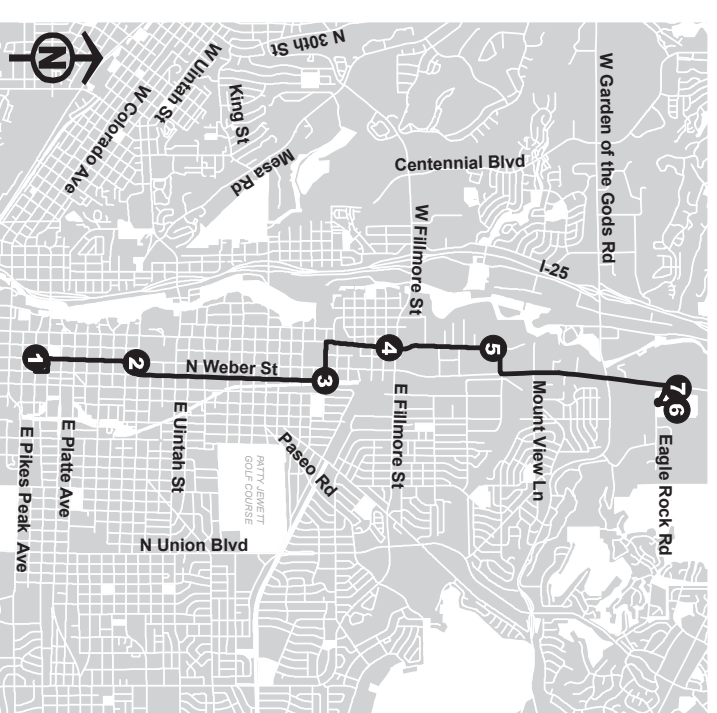 N
N 30th St
W Uintah St
King St
W Colorado Ave
Mesa Rd
Centennial Blvd
W Garden of the Gods Rd
W Fillmore St
I-25
1
2
N Weber St
3
4
5
7
6
E Pikes Peak Ave
E Platte Ave
E Uintah St
PATTY JEWETT
GOLF COURSE
Paseo Rd
E Fillmore St
Mount View Ln
Eagle Rock Rd
N Union Blvd